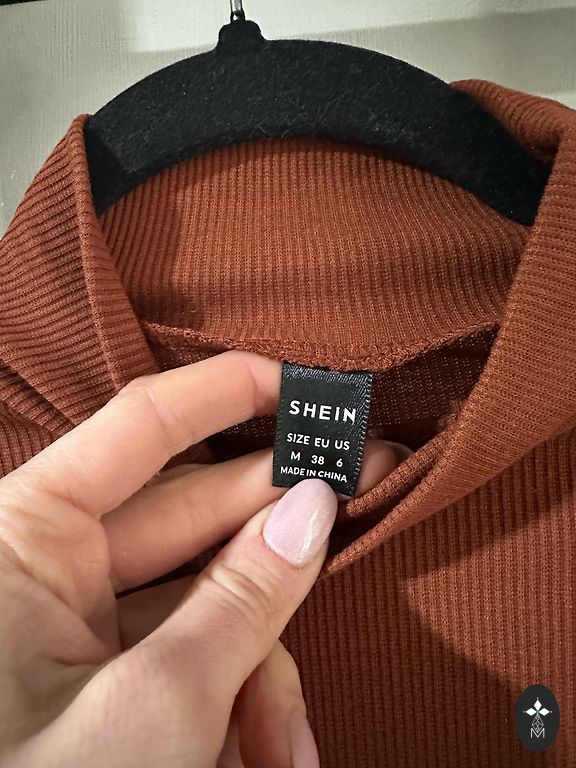 SHEIN
SIZE EU US
M 38 6
MADE IN CHINA
M